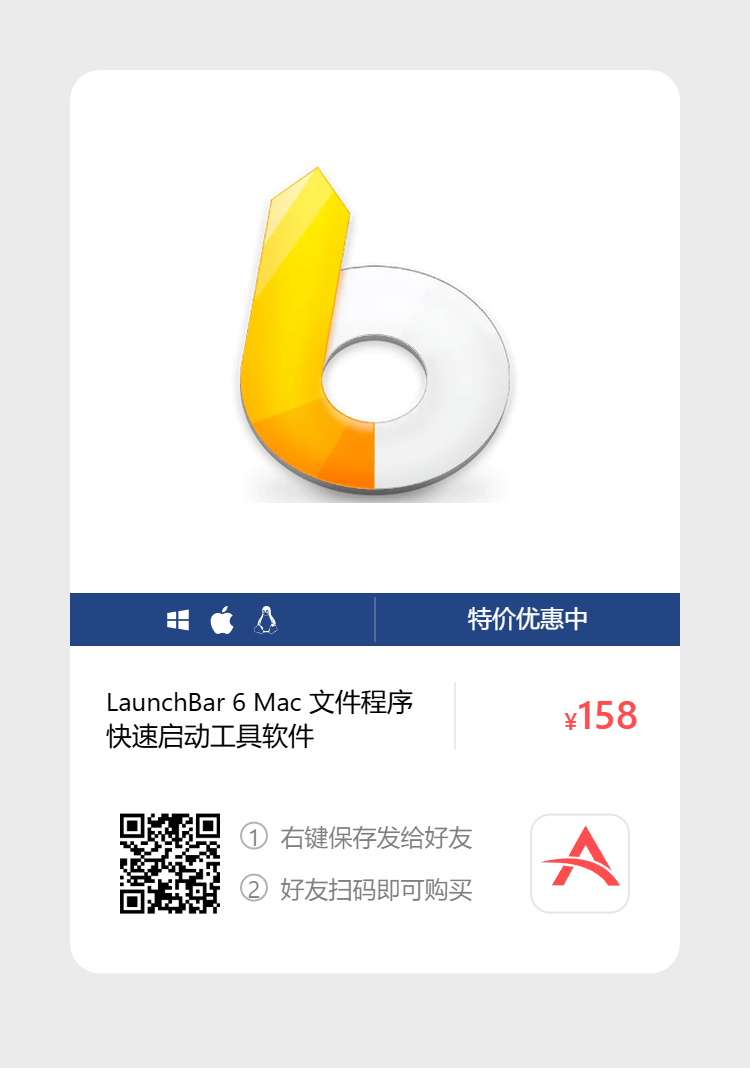 特价优惠中
LaunchBar 6 Mac 文件程序
快速启动工具软件
¥158
① 右键保存发给好友
② 好友扫码即可购买